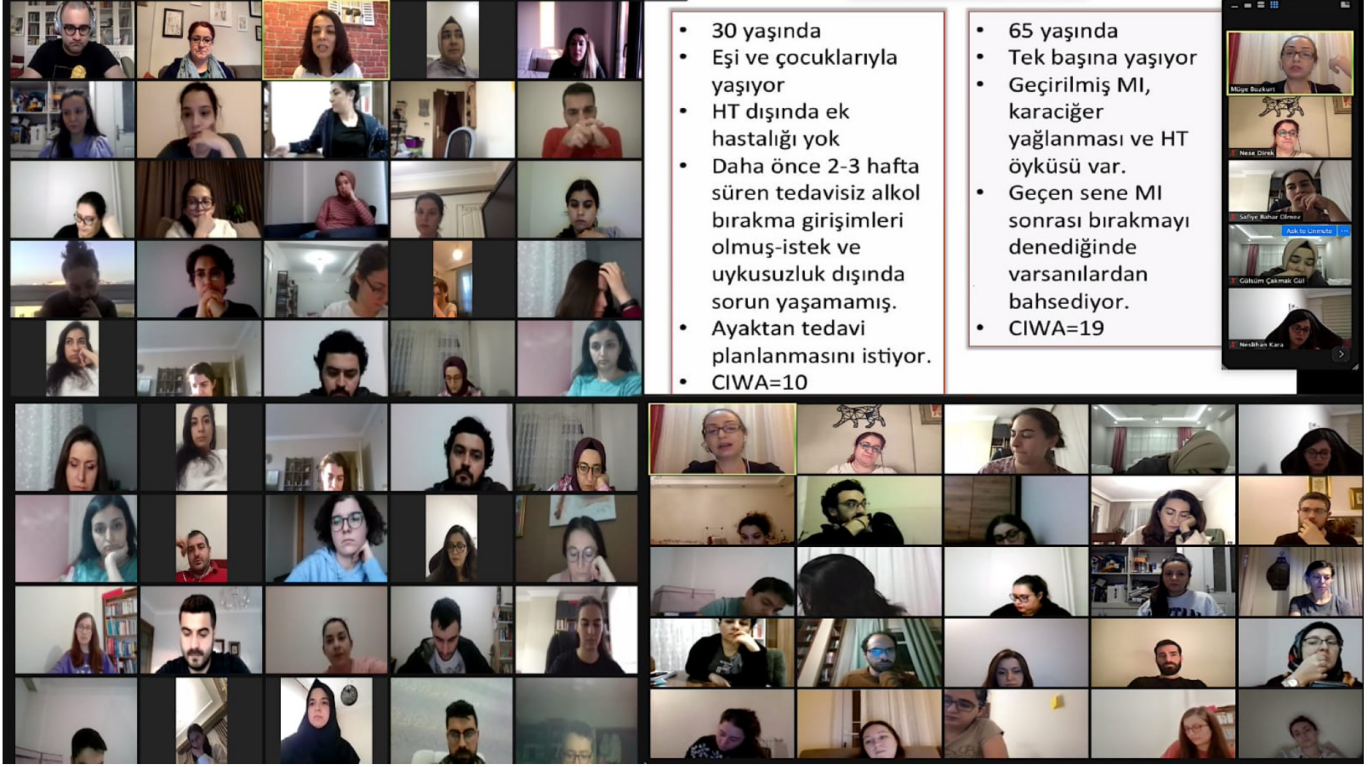 • 30 yaşında
• Eşi ve çocuklarıyla
yaşıyor
• HT dışında ek
hastalığı yok
• Daha önce 2-3 hafta
süren tedavisiz alkol
bırakma girişimleri
olmuş-istek ve
uykusuzluk dışında
sorun yaşamamış.
• Ayaktan tedavi
planlanmasını istiyor.
• CIWA=10
• 65 yaşında
• Tek başına yaşıyor
• Geçirilmiş MI,
karaciğer
yağlanması ve HT
öyküsü var.
• Geçen sene MI
sonrası bırakmayı
denediğinde
varsanılardan
bahsediyor.
• CIWA=19
Müge Bozkurt
Nese Direk
Safiye Bahar Olmez
Ask to Unmute
Gülsüm Çakmak Gül
Neslihan Kara